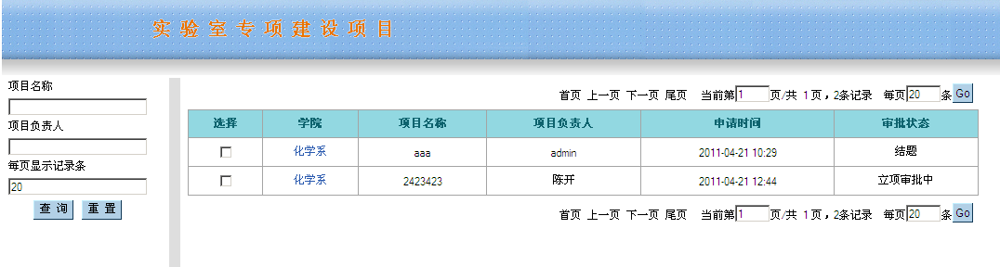 实验室专项建设项目
项目名称
项目负责人
每页显示记录条
20
查 询 重 置
首页 上一页 下一页 尾页 当前第1页/共 1页，2条记录 每页20条Go
选择 学院 项目名称 项目负责人 申请时间 审批状态
化学系 aaa admin 2011-04-21 10:29 结题
化学系 2423423 陈开 2011-04-21 12:44 立项审批中
首页 上一页 下一页 尾页 当前第1页/共 1页，2条记录 每页20条Go